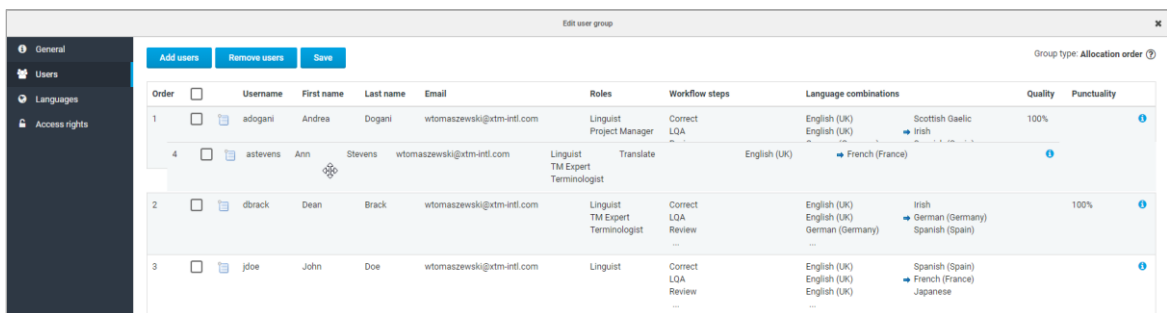 Edit user group
General
Users
Languages
Access rights
Add users Remove users Save
Group type: Allocation order
Order Username First name Last name Email Roles Workflow steps Language combinations Quality Punctuality
1 adogani Andrea Dogani wtomaszewski@xtm-intl.com Linguist Correct English (UK) Scottish Gaelic 100%
Project Manager LQA English (UK) Irish
4 astevens Ann Stevens wtomaszewski@xtm-intl.com Linguist Translate English (UK) French (France)
TM Expert
Terminologist
2 dbrack Dean Brack wtomaszewski@xtm-intl.com Linguist Correct English (UK) Irish 100%
TM Expert LQA English (UK) German (Germany)
Terminologist Review German (Germany) Spanish (Spain)
... ...
3 jdoe John Doe wtomaszewski@xtm-intl.com Linguist Correct English (UK) Spanish (Spain)
LQA English (UK) French (France)
Review English (UK) Japanese
... ...